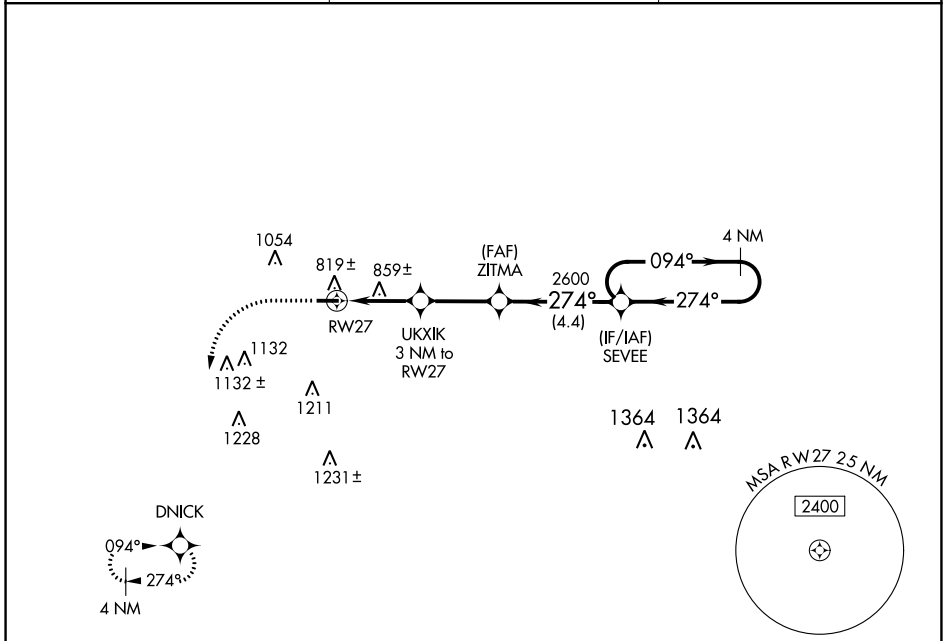 1054
819±
859±
(FAF)
ZITMA
2600
274°
(4.4)
094°
4 NM
274°
RW27
UKXIK
3 NM to
RW27
(IF/IAF)
SEVEE
1132
1132 ±
1211
1228
1231±
1364
1364
MSA RW27 25 NM
2400
DNICK
094°
274°
4 NM